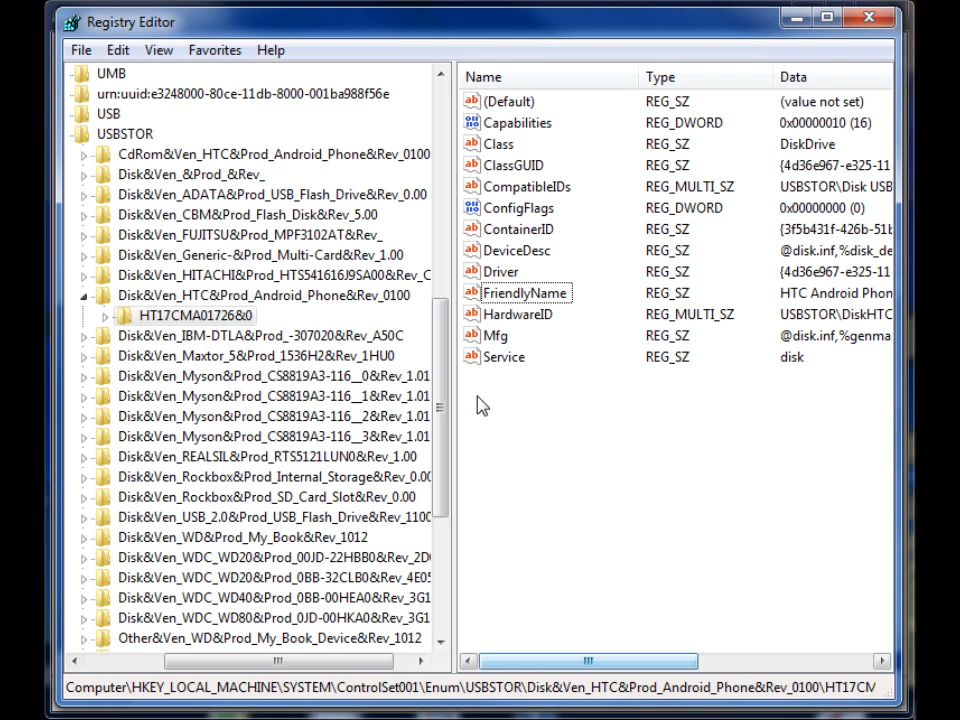 Registry Editor
File Edit View Favorites Help
UMB
urn:uuid:e3248000-80ce-11db-8000-001ba988f56e
USB
USBSTOR
CdRom&Ven_HTC&Prod_Android_Phone&Rev_0100
Disk&Ven_&Prod_&Rev_
Disk&Ven_ADATA&Prod_USB_Flash_Drive&Rev_0.00
Disk&Ven_CBM&Prod_Flash_Disk&Rev_5.00
Disk&Ven_FUJITSU&Prod_MPF3102AT&Rev_
Disk&Ven_Generic-&Prod_Multi-Card&Rev_1.00
Disk&Ven_HITACHI&Prod_HTS541616J9SA00&Rev_C
Disk&Ven_HTC&Prod_Android_Phone&Rev_0100
HT17CMA01726&0
Disk&Ven_IBM-DTLA&Prod_-307020&Rev_A50C
Disk&Ven_Maxtor_5&Prod_1536H2&Rev_1HU0
Disk&Ven_Myson&Prod_CS8819A3-116__0&Rev_1.01
Disk&Ven_Myson&Prod_CS8819A3-116__1&Rev_1.01
Disk&Ven_Myson&Prod_CS8819A3-116__2&Rev_1.01
Disk&Ven_Myson&Prod_CS8819A3-116__3&Rev_1.01
Disk&Ven_REALSIL&Prod_RTS5121LUN0&Rev_1.00
Disk&Ven_Rockbox&Prod_Internal_Storage&Rev_0.00
Disk&Ven_Rockbox&Prod_SD_Card_Slot&Rev_0.00
Disk&Ven_USB_2.0&Prod_USB_Flash_Drive&Rev_1100
Disk&Ven_WD&Prod_My_Book&Rev_1012
Disk&Ven_WDC_WD20&Prod_00JD-22HBB0&Rev_2D
Disk&Ven_WDC_WD20&Prod_0BB-32CLB0&Rev_4E05
Disk&Ven_WDC_WD40&Prod_0BB-00HEA0&Rev_3G1
Disk&Ven_WDC_WD80&Prod_0JD-00HKA0&Rev_3G1
Other&Ven_WD&Prod_My_Book_Device&Rev_1012
Name Type Data
(Default) REG_SZ (value not set)
Capabilities REG_DWORD 0x00000010 (16)
Class REG_SZ DiskDrive
ClassGUID REG_SZ {4d36e967-e325-11
CompatibleIDs REG_MULTI_SZ USBSTOR\Disk USB
ConfigFlags REG_DWORD 0x00000000 (0)
ContainerID REG_SZ {3f5b431f-426b-51b
DeviceDesc REG_SZ @disk.inf,%disk_de
Driver REG_SZ {4d36e967-e325-11
FriendlyName REG_SZ HTC Android Phon
HardwareID REG_MULTI_SZ USBSTOR\DiskHTC
Mfg REG_SZ @disk.inf,%genma
Service REG_SZ disk
Computer\HKEY_LOCAL_MACHINE\SYSTEM\ControlSet001\Enum\USBSTOR\Disk&Ven_HTC&Prod_Android_Phone&Rev_0100\HT17CM